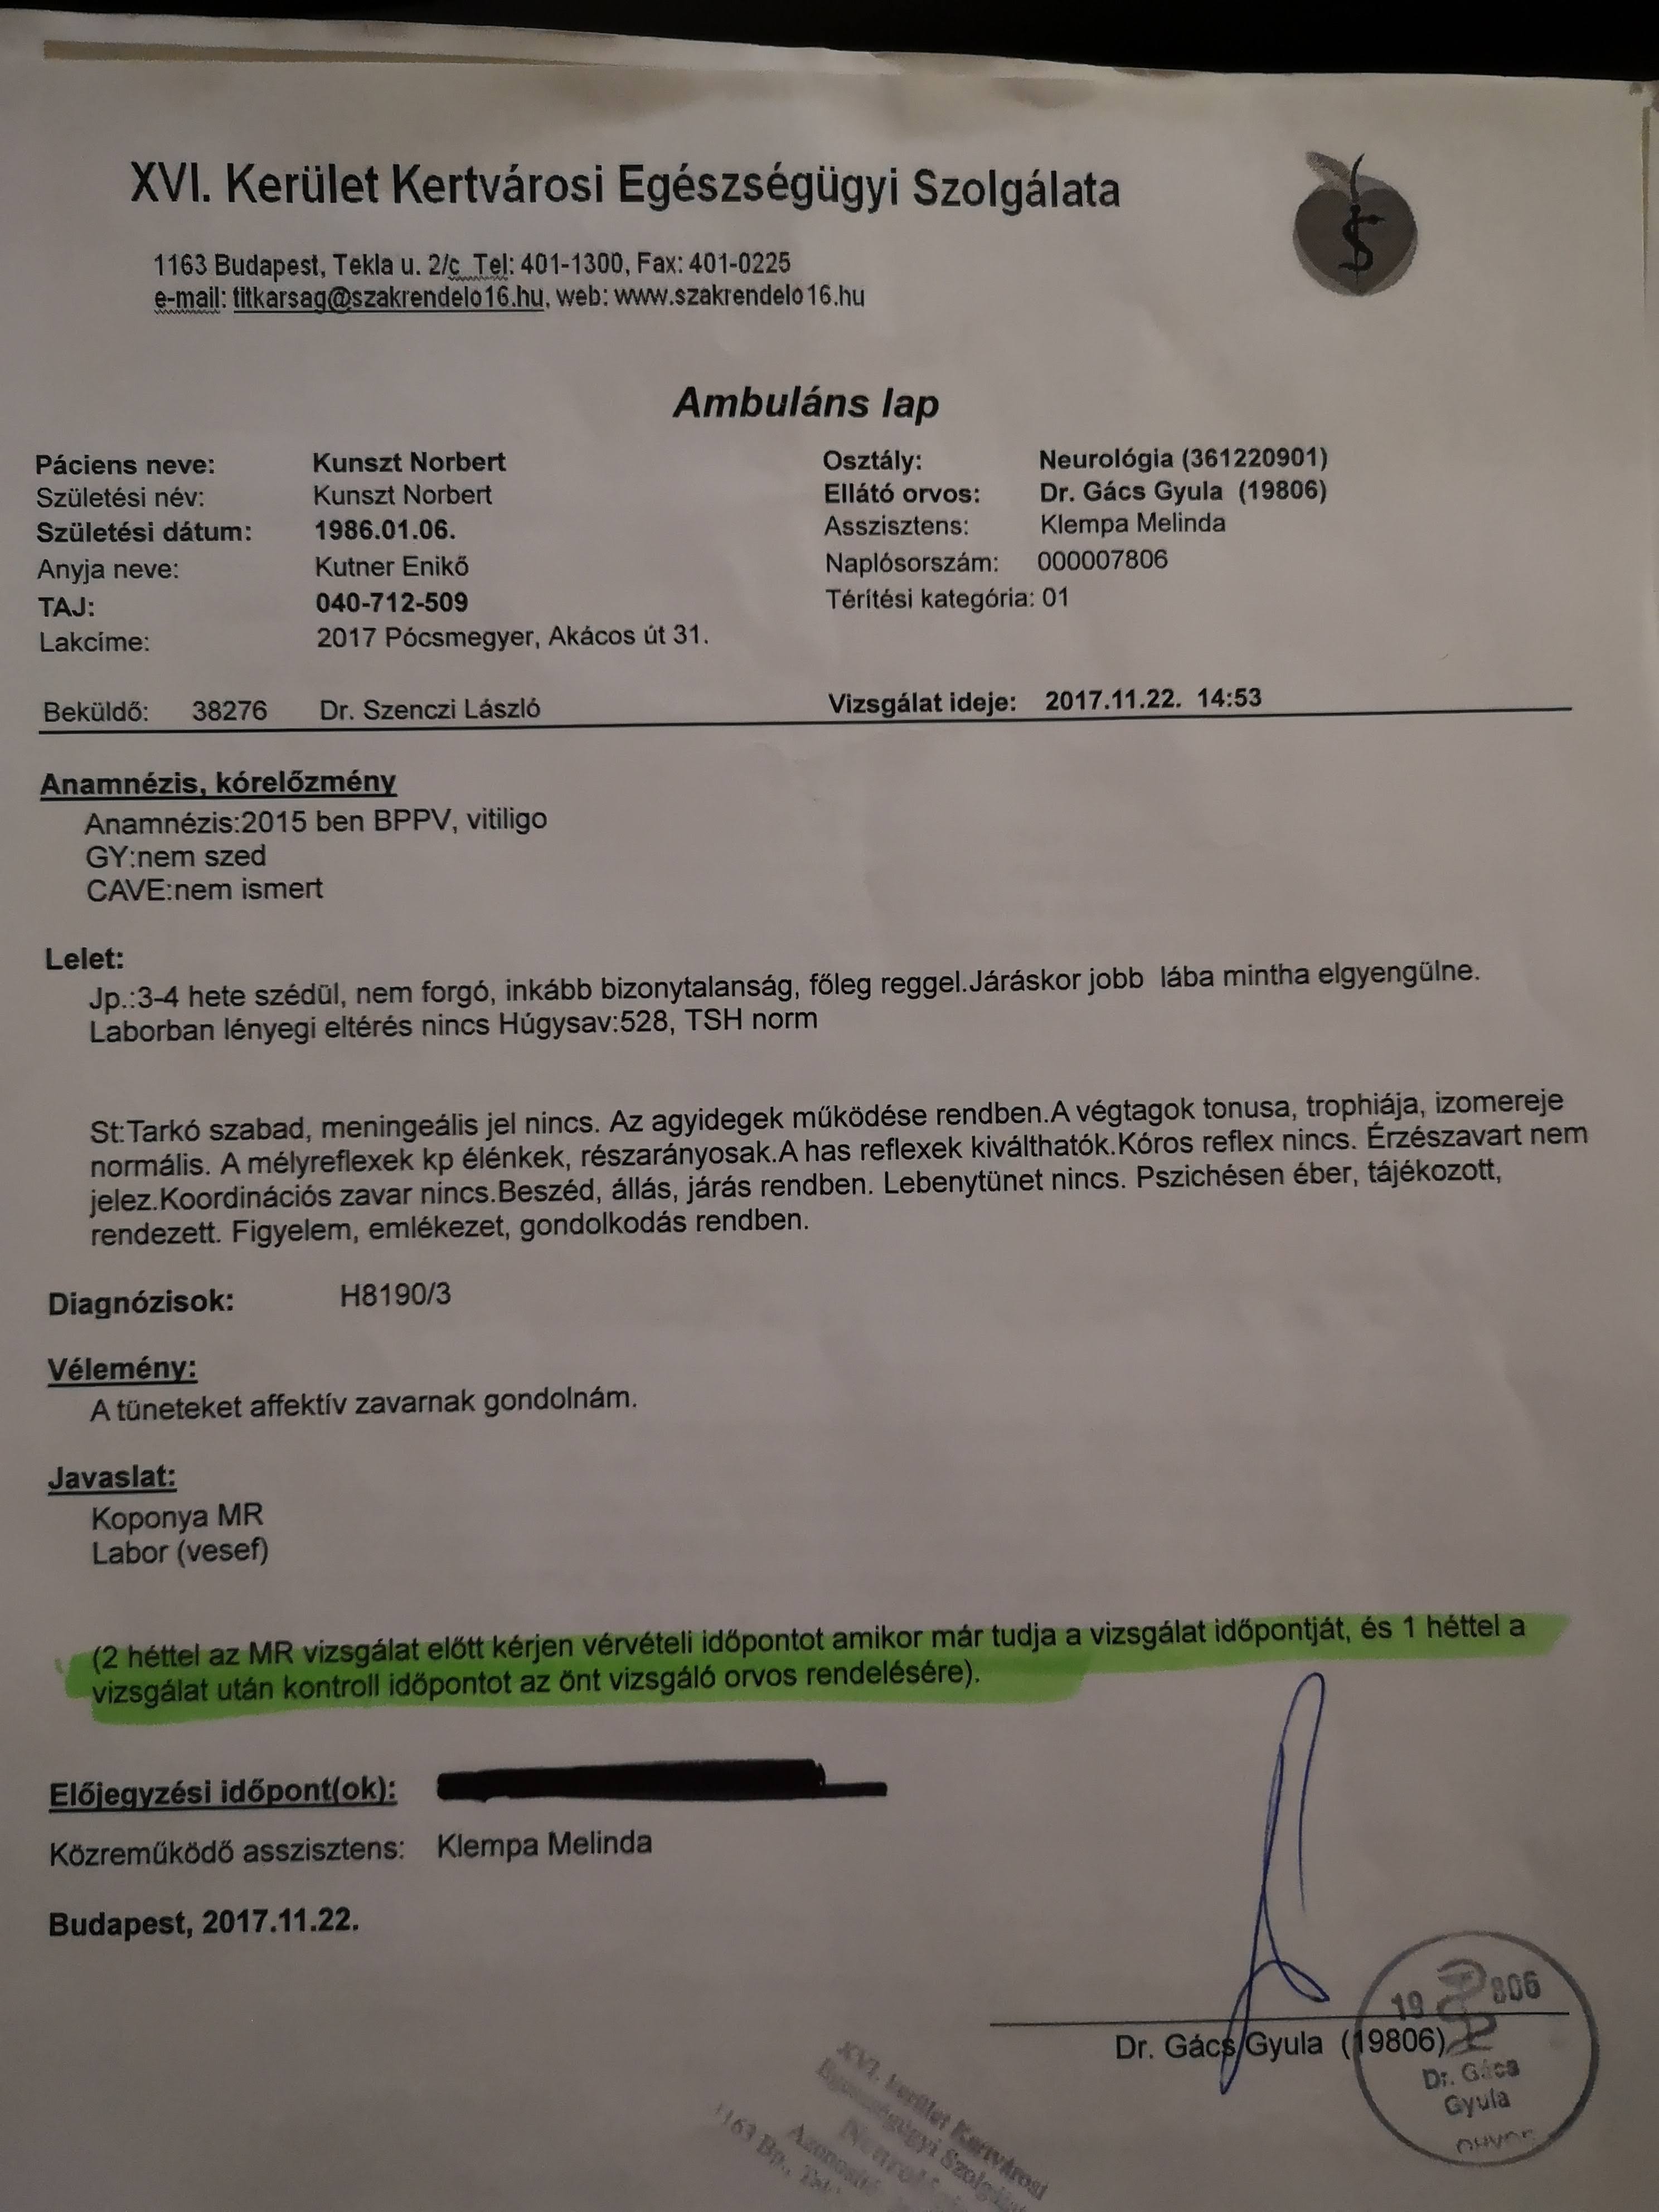 XVI. Kerület Kertvárosi Egészségügyi Szolgálata
1163 Budapest, Tekla u. 2/c Tel: 401-1300, Fax: 401-0225
e-mail: titkarsag@szakrendelo16.hu, web: www.szakrendelo16.hu
Ambuláns lap
Páciens neve: Kunszt Norbert Osztály: Neurológia (361220901)
Születési név: Kunszt Norbert Ellátó orvos: Dr. Gács Gyula (19806)
Születési dátum: 1986.01.06. Asszisztens: Klempa Melinda
Anyja neve: Kutner Enikő Naplósorszám: 000007806
TAJ: 040-712-509 Térítési kategória: 01
Lakcíme: 2017 Pócsmegyer, Akácos út 31.
Beküldő: 38276 Dr. Szenczi László Vizsgálat ideje: 2017.11.22. 14:53
Anamnézis, kórelőzmény
Anamnézis:2015 ben BPPV, vitiligo
GY:nem szed
CAVE:nem ismert
Lelet:
Jp.:3-4 hete szédül, nem forgó, inkább bizonytalanság, főleg reggel.Járáskor jobb lába mintha elgyengülne.
Laborban lényegi eltérés nincs Húgysav:528, TSH norm
St:Tarkó szabad, meningeális jel nincs. Az agyidegek működése rendben.A végtagok tonusa, trophiája, izomereje
normális. A mélyreflexek kp élénkek, részarányosak.A has reflexek kiválthatók.Kóros reflex nincs. Érzészavart nem
jelez.Koordinációs zavar nincs.Beszéd, állás, járás rendben. Lebenytünet nincs. Pszichésen éber, tájékozott,
rendezett. Figyelem, emlékezet, gondolkodás rendben.
Diagnózisok: H8190/3
Vélemény:
A tüneteket affektív zavarnak gondolnám.
Javaslat:
Koponya MR
Labor (vesef)
(2 héttel az MR vizsgálat előtt kérjen vérvételi időpontot amikor már tudja a vizsgálat időpontját, és 1 héttel a
vizsgálat után kontroll időpontot az önt vizsgáló orvos rendelésére).
Előjegyzési időpont(ok):
Közreműködő asszisztens: Klempa Melinda
Budapest, 2017.11.22.
Dr. Gács Gyula (19806)
19 806
Dr. Gács
Gyula
orvos
XVI. kerület Kertvárosi
Egészségügyi Szolgálat
1163 Bp.,